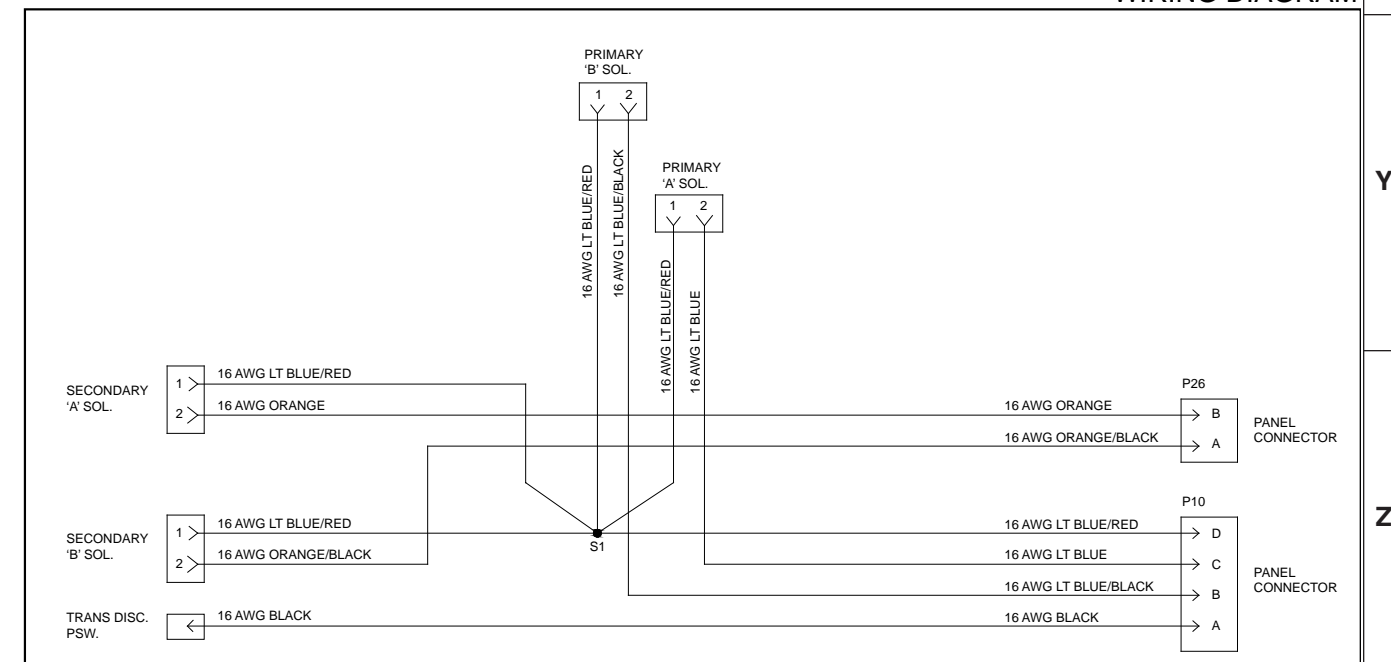 WIRING DIAGRAM
PRIMARY
‘B’ SOL.
1 2
16 AWG LT BLUE/RED
16 AWG LT BLUE/BLACK
PRIMARY
‘A’ SOL.
1 2
16 AWG LT BLUE/RED
16 AWG LT BLUE
Y
SECONDARY
‘A’ SOL.
1
16 AWG LT BLUE/RED
2
16 AWG ORANGE
P26
16 AWG ORANGE
B
16 AWG ORANGE/BLACK
A
PANEL
CONNECTOR
SECONDARY
‘B’ SOL.
1
16 AWG LT BLUE/RED
2
16 AWG ORANGE/BLACK
S1
P10
16 AWG LT BLUE/RED
D
16 AWG LT BLUE
C
16 AWG LT BLUE/BLACK
B
16 AWG BLACK
A
PANEL
CONNECTOR
Z
TRANS DISC.
PSW.
16 AWG BLACK